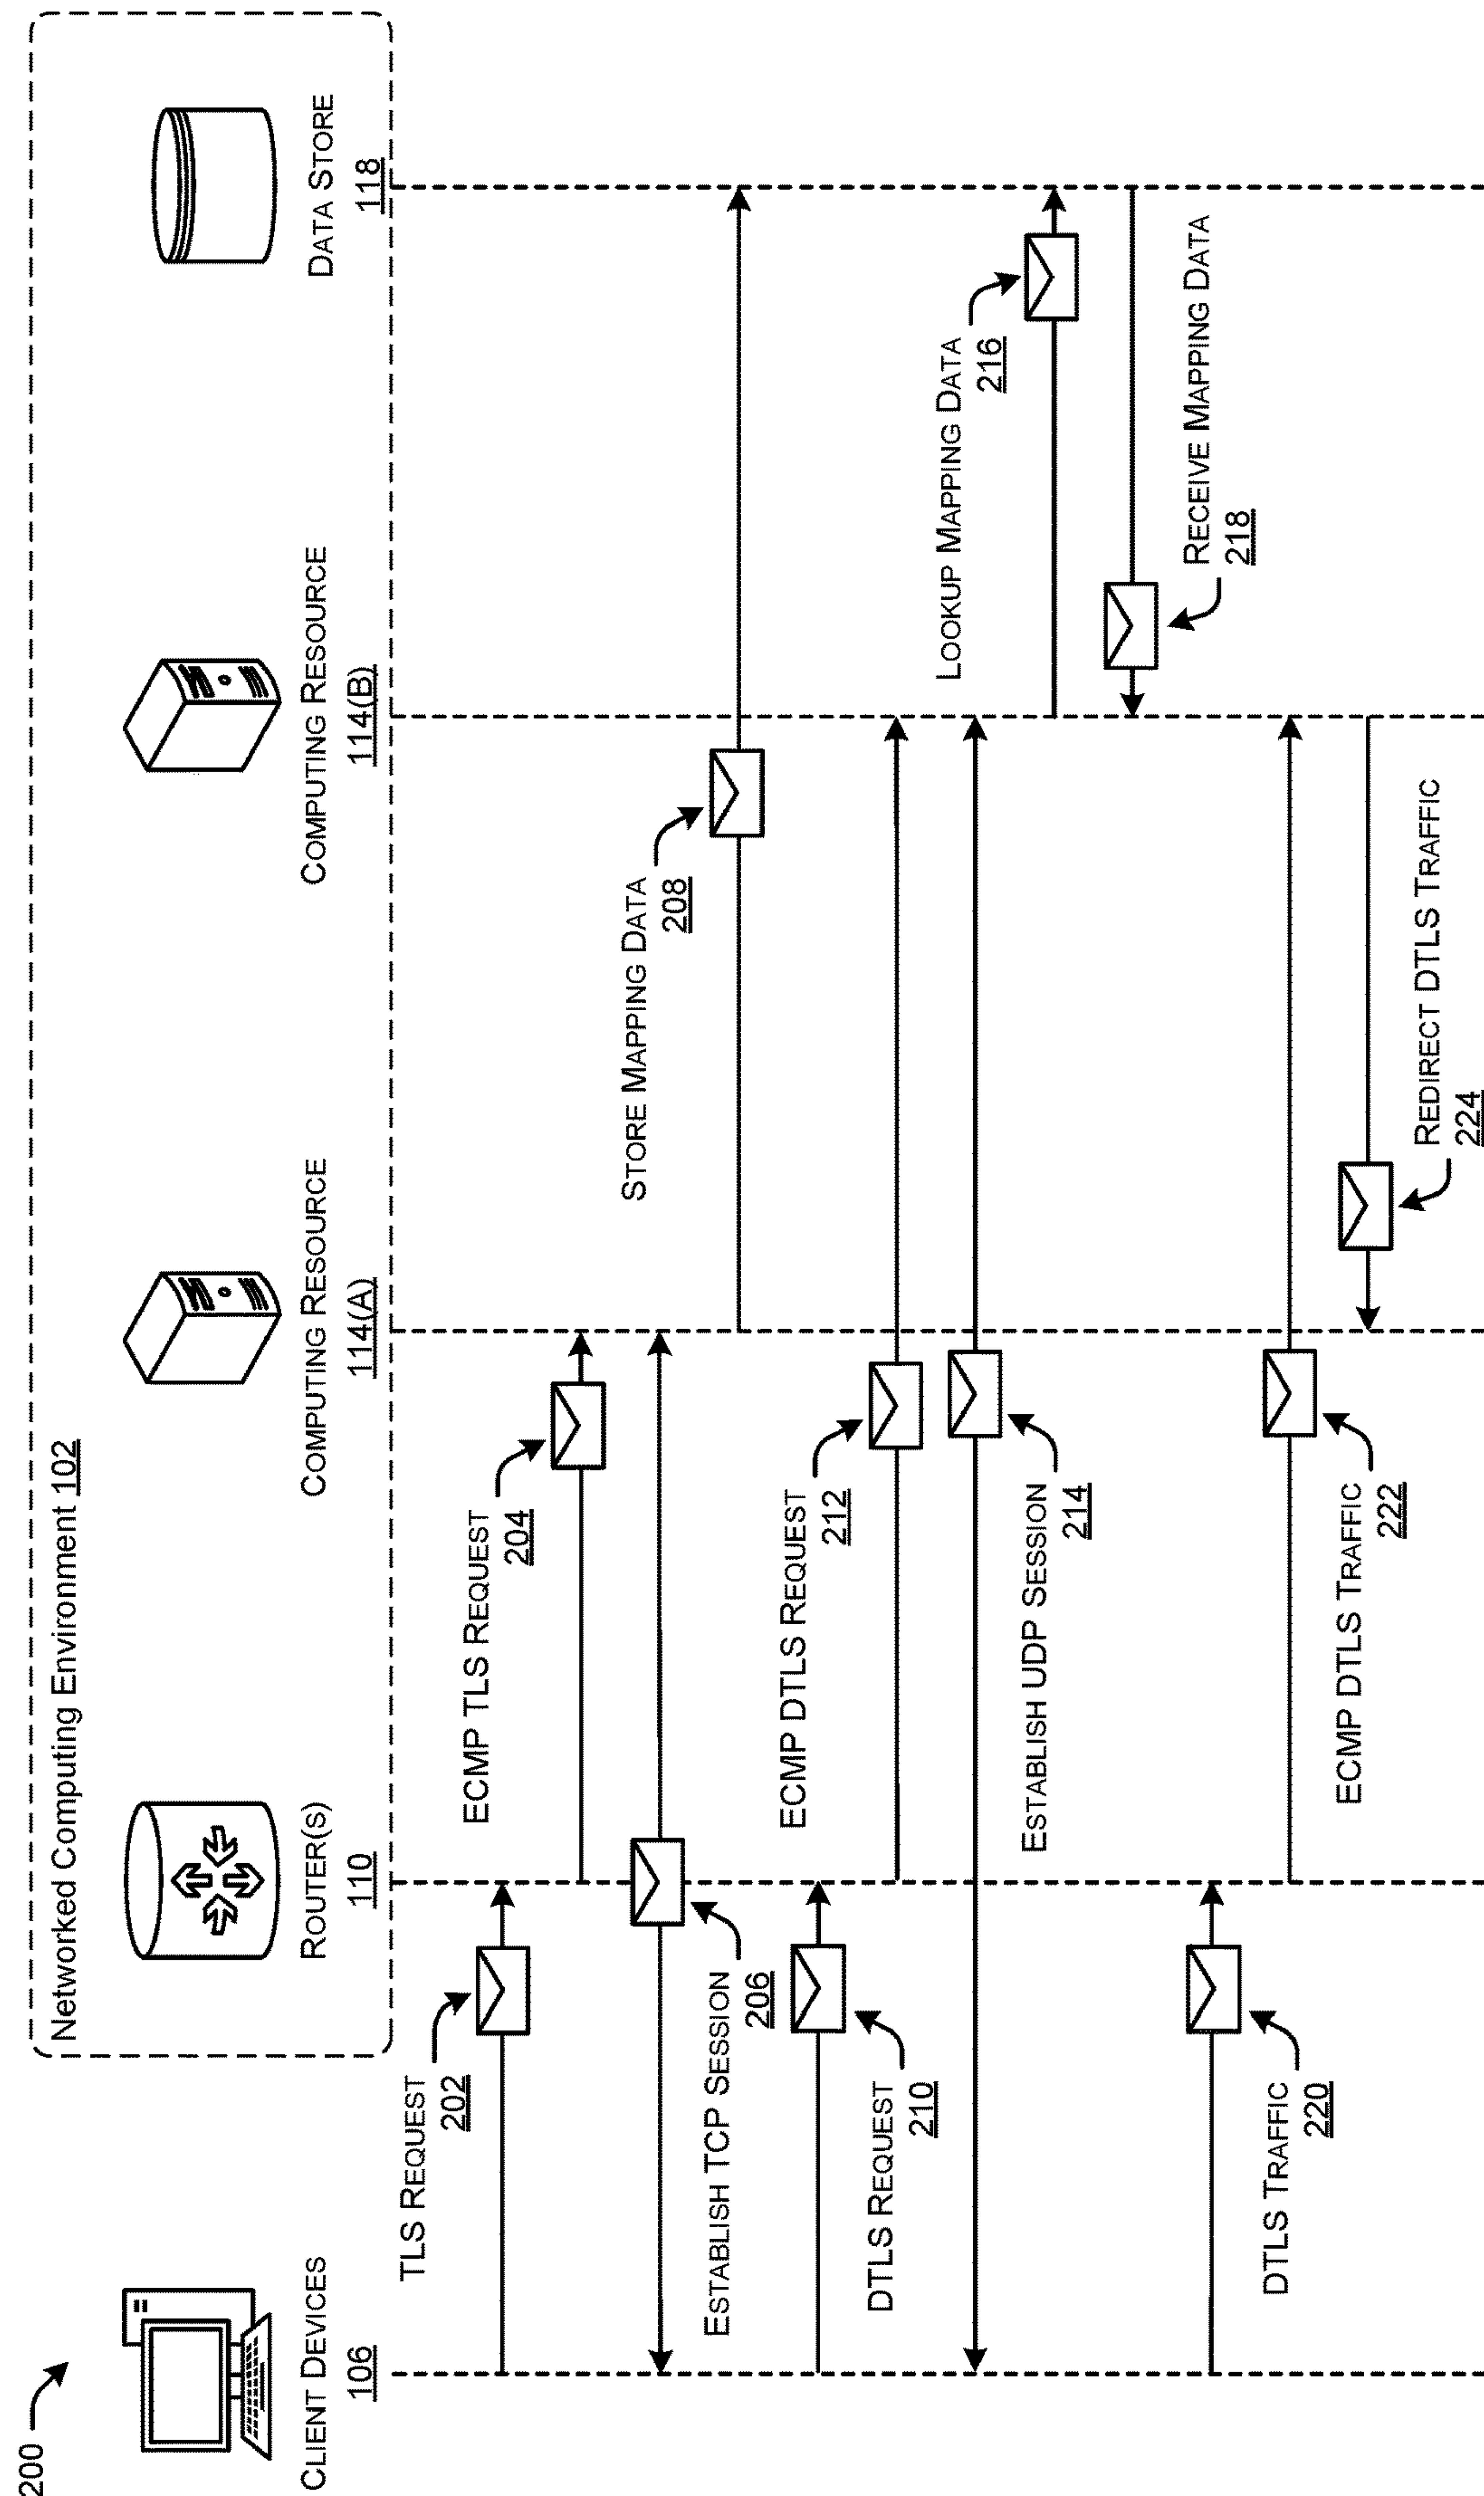 200
Networked Computing Environment 102
CLIENT DEVICES
106
ROUTER(S)
110
COMPUTING RESOURCE
114(A)
COMPUTING RESOURCE
114(B)
DATA STORE
118
TLS REQUEST
202
ECMP TLS REQUEST
204
ESTABLISH TCP SESSION
206
STORE MAPPING DATA
208
DTLS REQUEST
210
ECMP DTLS REQUEST
212
ESTABLISH UDP SESSION
214
LOOKUP MAPPING DATA
216
RECEIVE MAPPING DATA
218
DTLS TRAFFIC
220
ECMP DTLS TRAFFIC
222
REDIRECT DTLS TRAFFIC
224